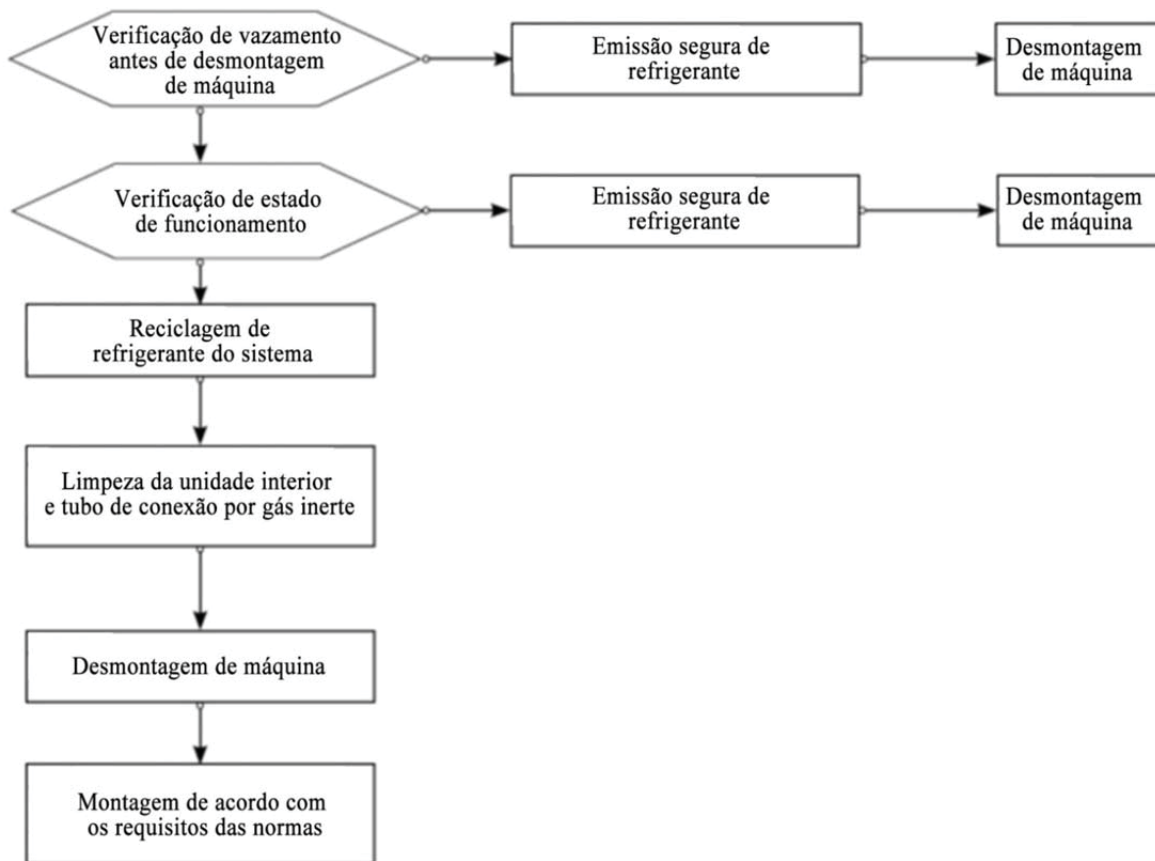 Verificação de vazamento
antes de desmontagem
de máquina
Emissão segura de
refrigerante
Desmontagem
de máquina
Verificação de estado
de funcionamento
Emissão segura de
refrigerante
Desmontagem
de máquina
Reciclagem de
refrigerante do sistema
Limpeza da unidade interior
e tubo de conexão por gás inerte
Desmontagem de máquina
Montagem de acordo com
os requisitos das normas